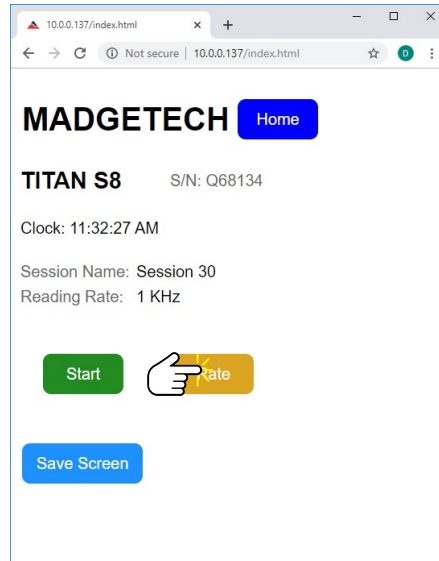 10.0.0.137/index.html
Not secure | 10.0.0.137/index.html
D
MADGETECH Home
TITAN S8 S/N: Q68134
Clock: 11:32:27 AM
Session Name: Session 30
Reading Rate: 1 KHz
Start Rate
Save Screen